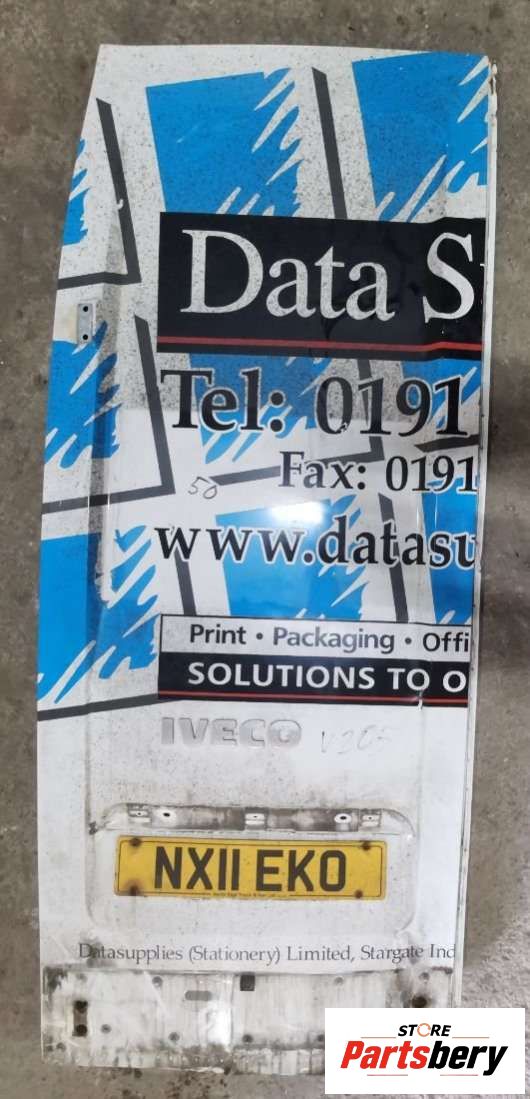 Data S
Tel: 0191
Fax: 0191
50
www.datasu
Print • Packaging • Offi
SOLUTIONS TO O
IVECO
NX11 EKO
Datasupplies (Stationery) Limited, Stargate Ind
STORE
Partsbery